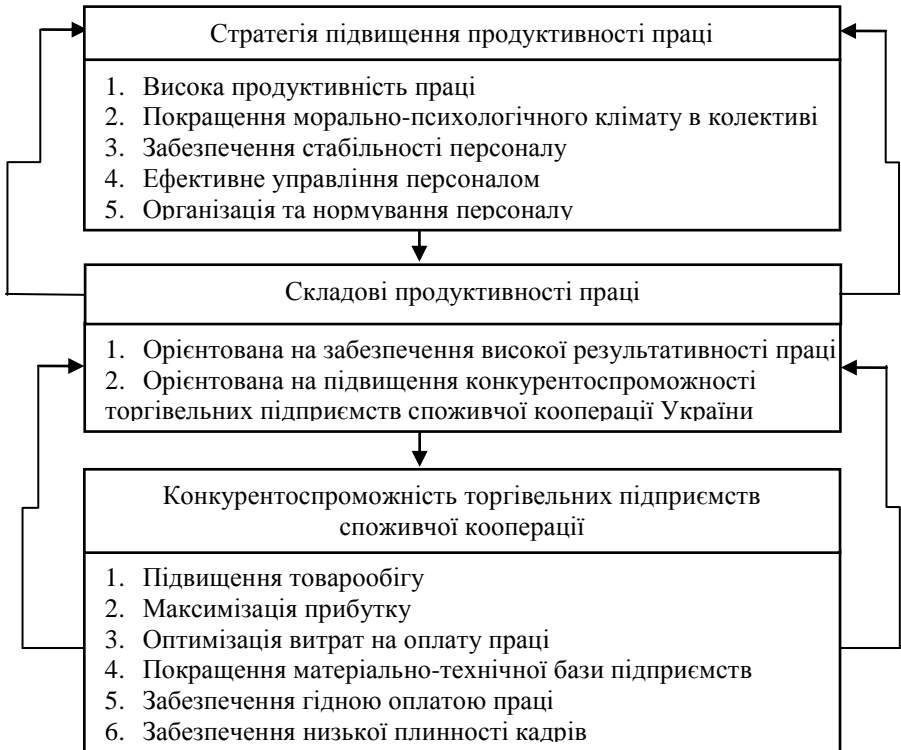 Стратегія підвищення продуктивності праці
1. Висока продуктивність праці
2. Покращення морально-психологічного клімату в колективі
3. Забезпечення стабільності персоналу
4. Ефективне управління персоналом
5. Організація та нормування персоналу
Складові продуктивності праці
1. Орієнтована на забезпечення високої результативності праці
2. Орієнтована на підвищення конкурентоспроможності
торгівельних підприємств споживчої кооперації України
Конкурентоспроможність торгівельних підприємств
споживчої кооперації
1. Підвищення товарообігу
2. Максимізація прибутку
3. Оптимізація витрат на оплату праці
4. Покращення матеріально-технічної бази підприємств
5. Забезпечення гідною оплатою праці
6. Забезпечення низької плинності кадрів